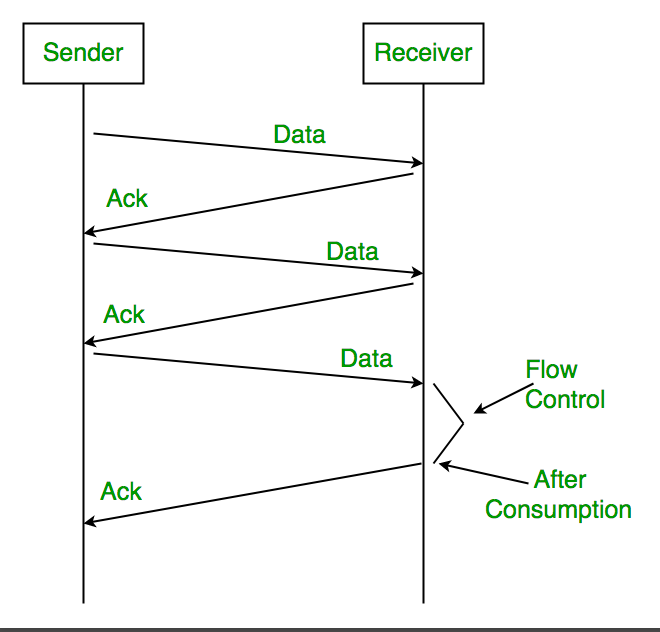 Sender
Receiver
Data
Ack
Data
Ack
Data
Flow
Control
Ack
After
Consumption